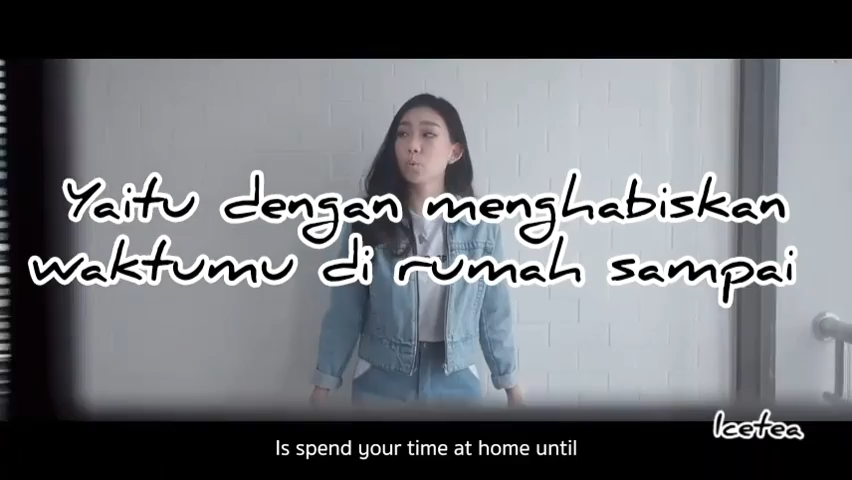 Yaitu dengan menghabiskan
waktumu di rumah sampai
Icetea
Is spend your time at home until